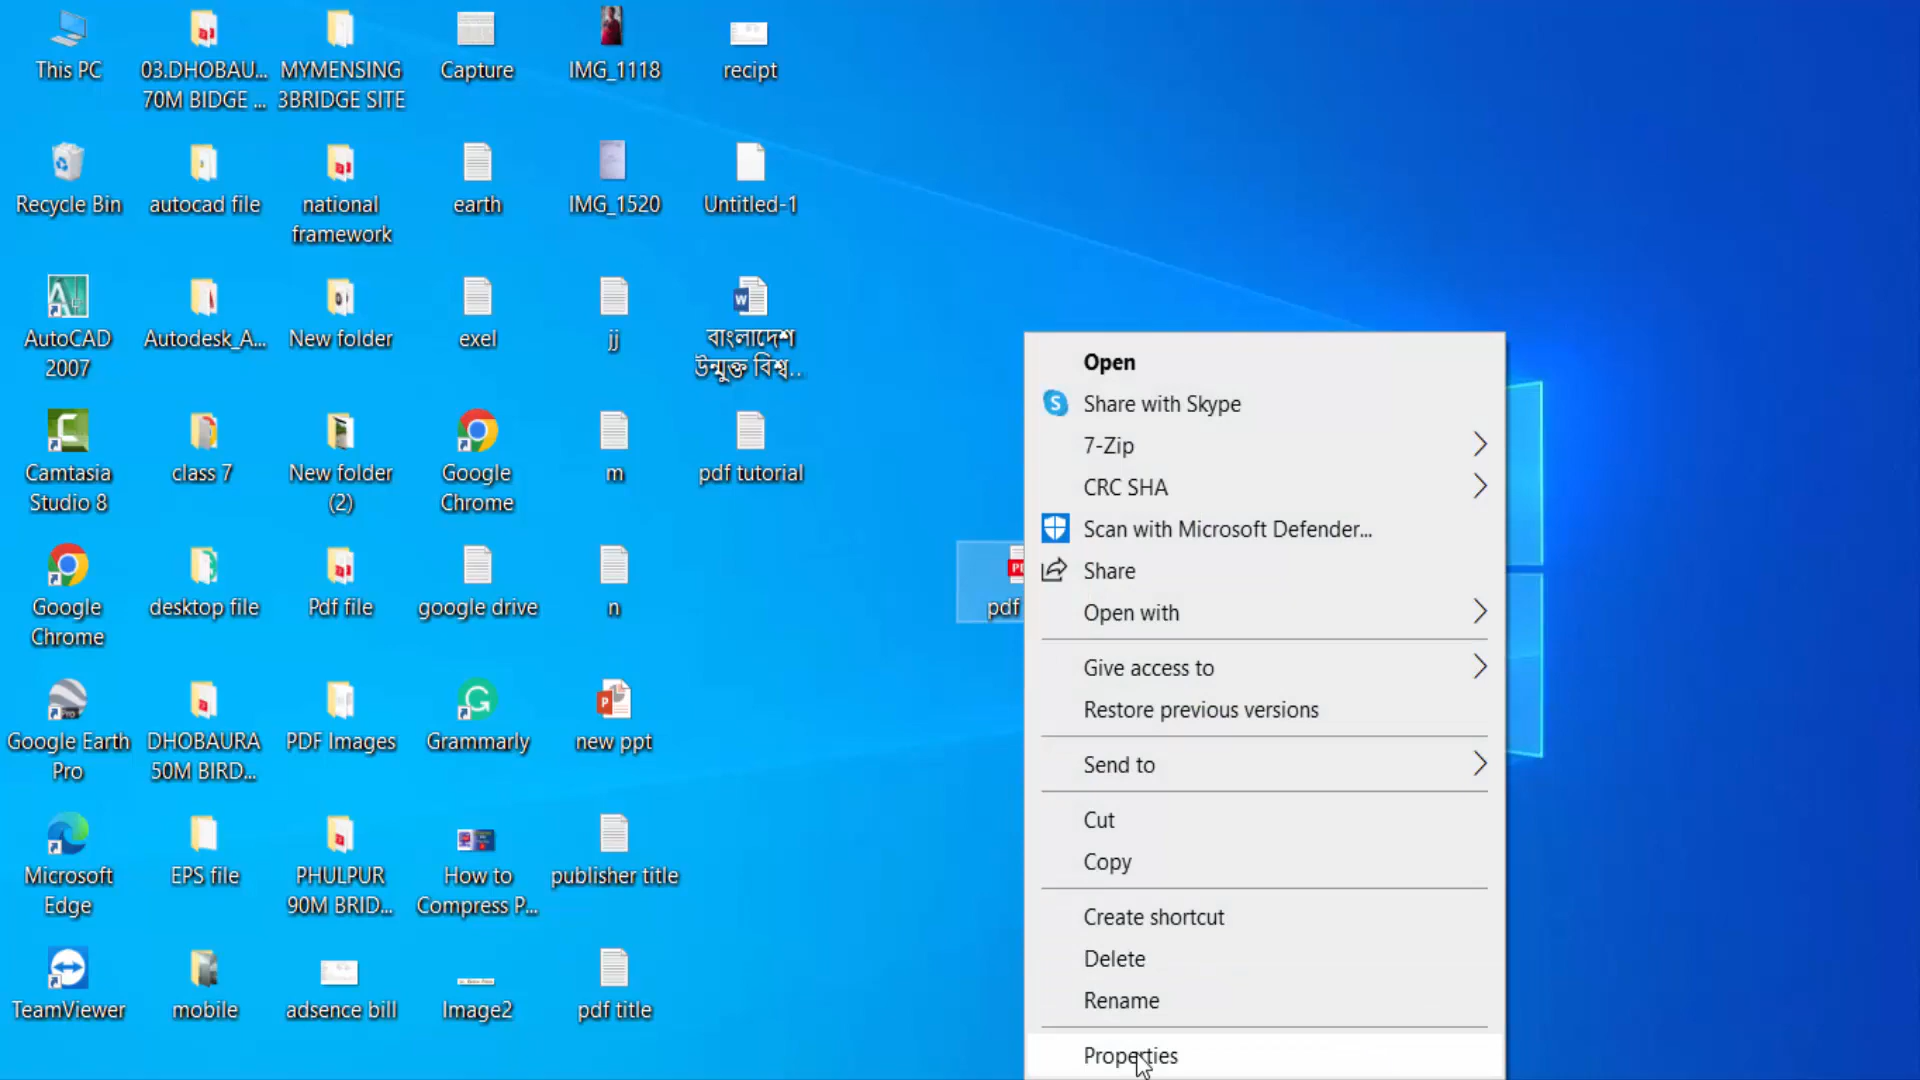 This PC
03.DHOBAU...
70M BIDGE ...
MYMENSING
3BRIDGE SITE
Capture
IMG_1118
recipt
Recycle Bin
autocad file
national
framework
earth
IMG_1520
Untitled-1
AutoCAD
2007
Autodesk_A...
New folder
exel
jj
বাংলাদেশ
উন্মুক্ত বিশ্ব...
Camtasia
Studio 8
class 7
New folder
(2)
Google
Chrome
m
pdf tutorial
Google
Chrome
desktop file
Pdf file
google drive
n
pdf
Google Earth
Pro
DHOBAURA
50M BIRD...
PDF Images
Grammarly
new ppt
Microsoft
Edge
EPS file
PHULPUR
90M BRID...
How to
Compress P...
publisher title
TeamViewer
mobile
adsence bill
Image2
pdf title
Open
Share with Skype
7-Zip
CRC SHA
Scan with Microsoft Defender...
Share
Open with
Give access to
Restore previous versions
Send to
Cut
Copy
Create shortcut
Delete
Rename
Properties